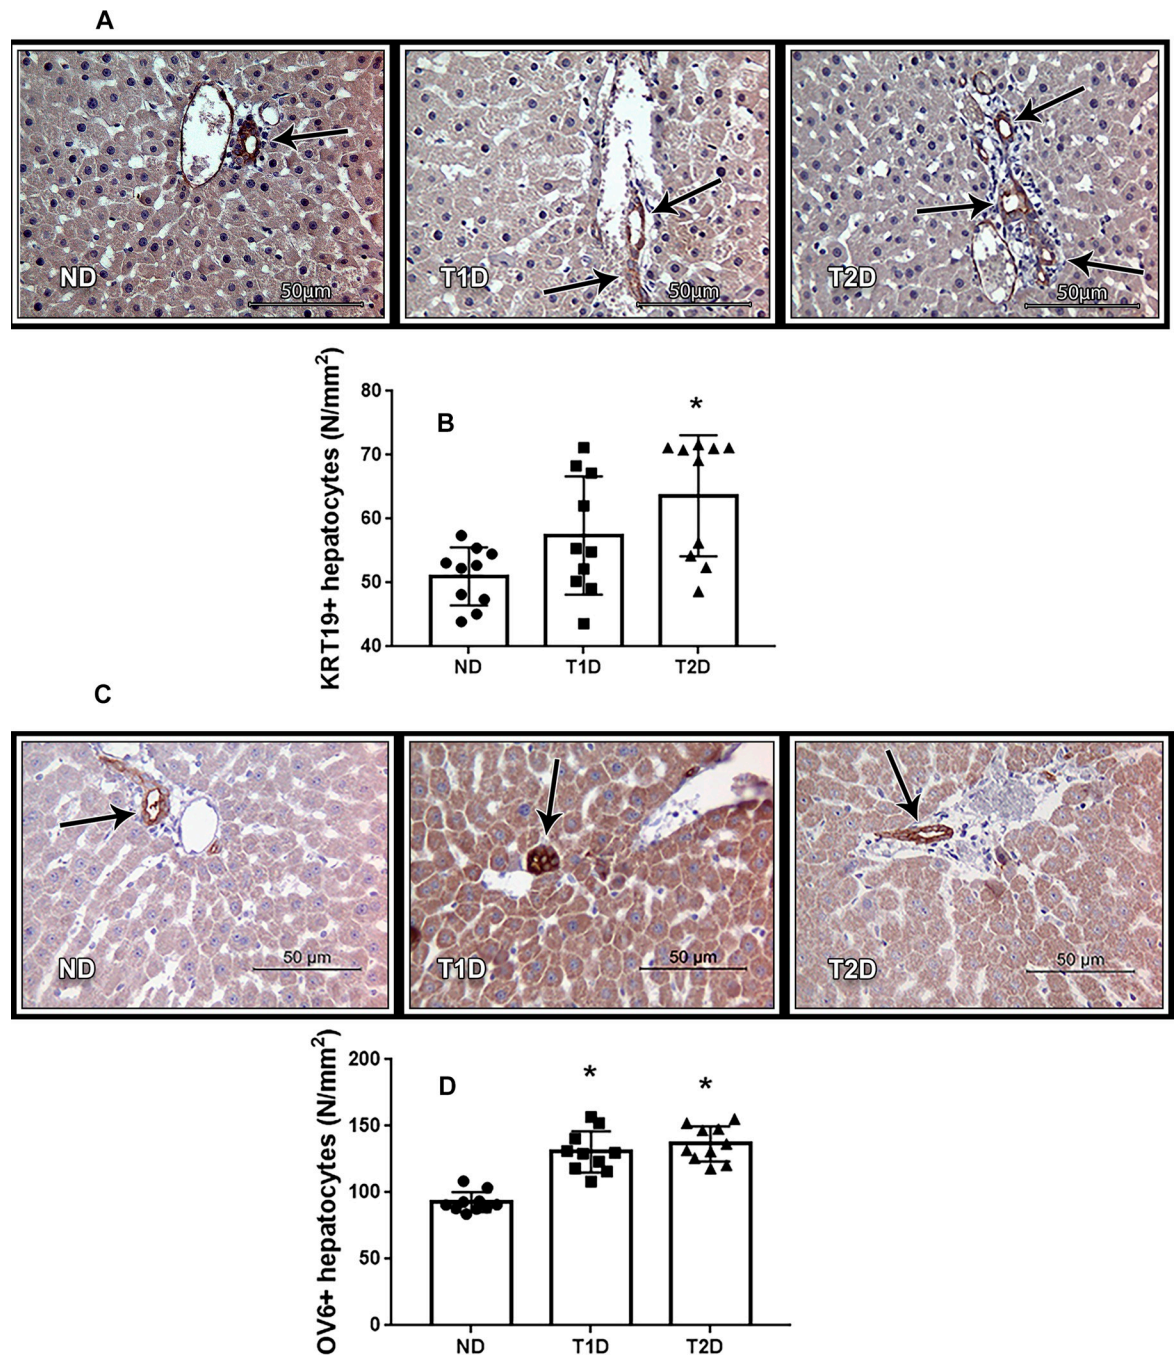 A
ND
50µm
T1D
50µm
T2D
50µm
KRT19+ hepatocytes (N/mm²)
80
70
60
50
40
B
*
ND
T1D
T2D
C
ND
50 µm
T1D
50 µm
T2D
50 µm
OV6+ hepatocytes (N/mm²)
200
150
100
50
0
D
*
*
ND
T1D
T2D